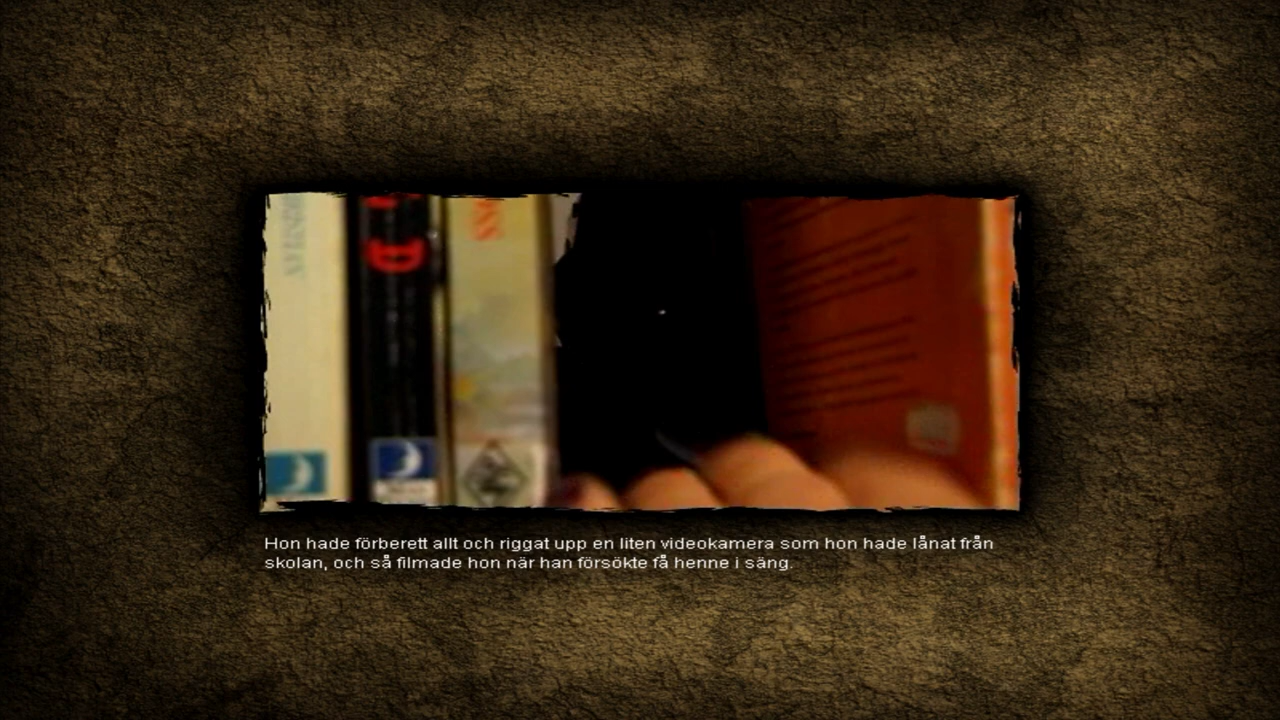 Hon hade förberett allt och riggat upp en liten videokamera som hon hade lånat från
skolan, och så filmade hon när han försökte få henne i säng.